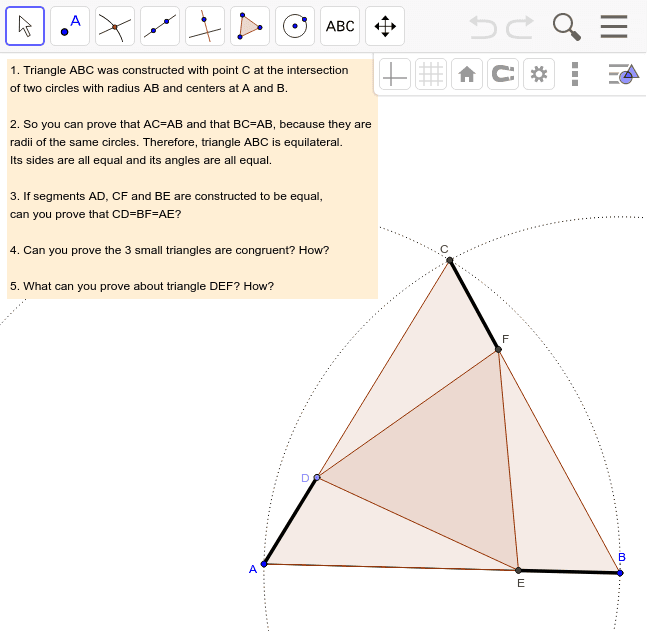 A
ABC
1. Triangle ABC was constructed with point C at the intersection
of two circles with radius AB and centers at A and B.
2. So you can prove that AC=AB and that BC=AB, because they are
radii of the same circles. Therefore, triangle ABC is equilateral.
Its sides are all equal and its angles are all equal.
3. If segments AD, CF and BE are constructed to be equal,
can you prove that CD=BF=AE?
4. Can you prove the 3 small triangles are congruent? How?
5. What can you prove about triangle DEF? How?
C
F
D
B
A
E